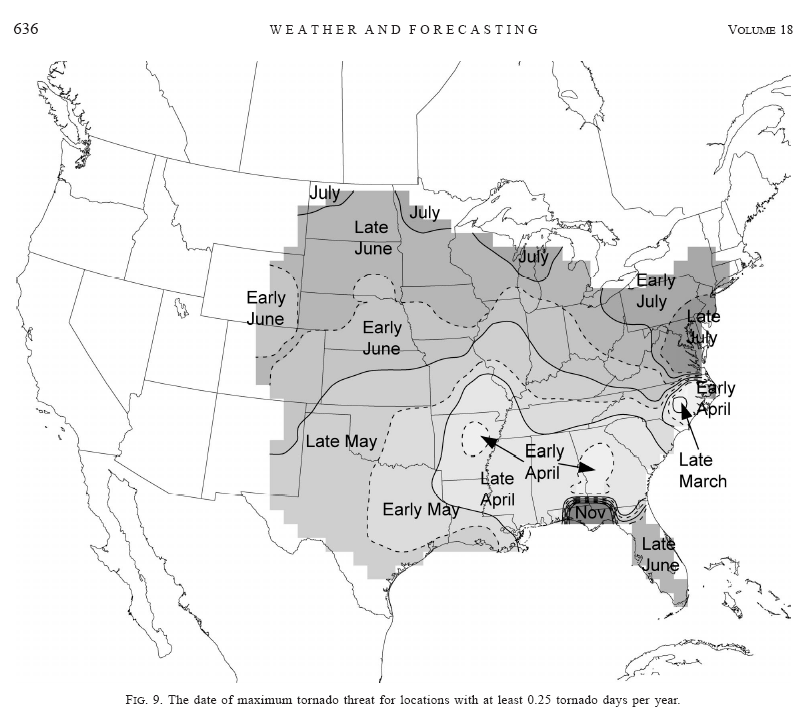 636
WEATHER AND FORECASTING
VOLUME 18
July
July
Late
June
July
Early
July
Early
June
Late
July
Early
June
Early
April
Late May
Early
April
Late
March
Late
April
Early May
Nov
Late
June
FIG. 9. The date of maximum tornado threat for locations with at least 0.25 tornado days per year.